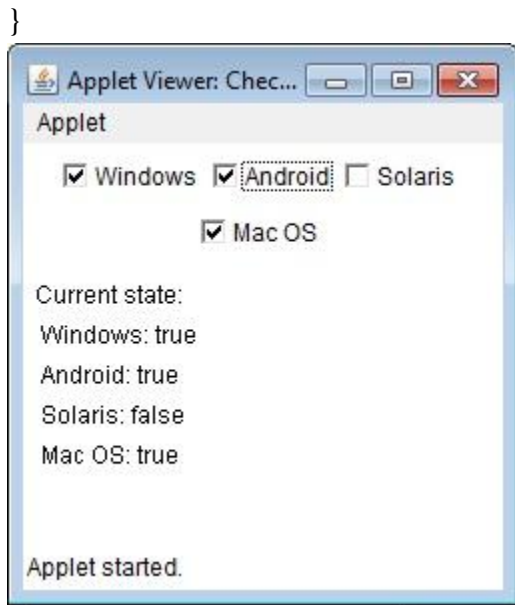 }
Applet Viewer: Chec...
Applet
Windows Android Solaris
Mac OS
Current state:
Windows: true
Android: true
Solaris: false
Mac OS: true
Applet started.